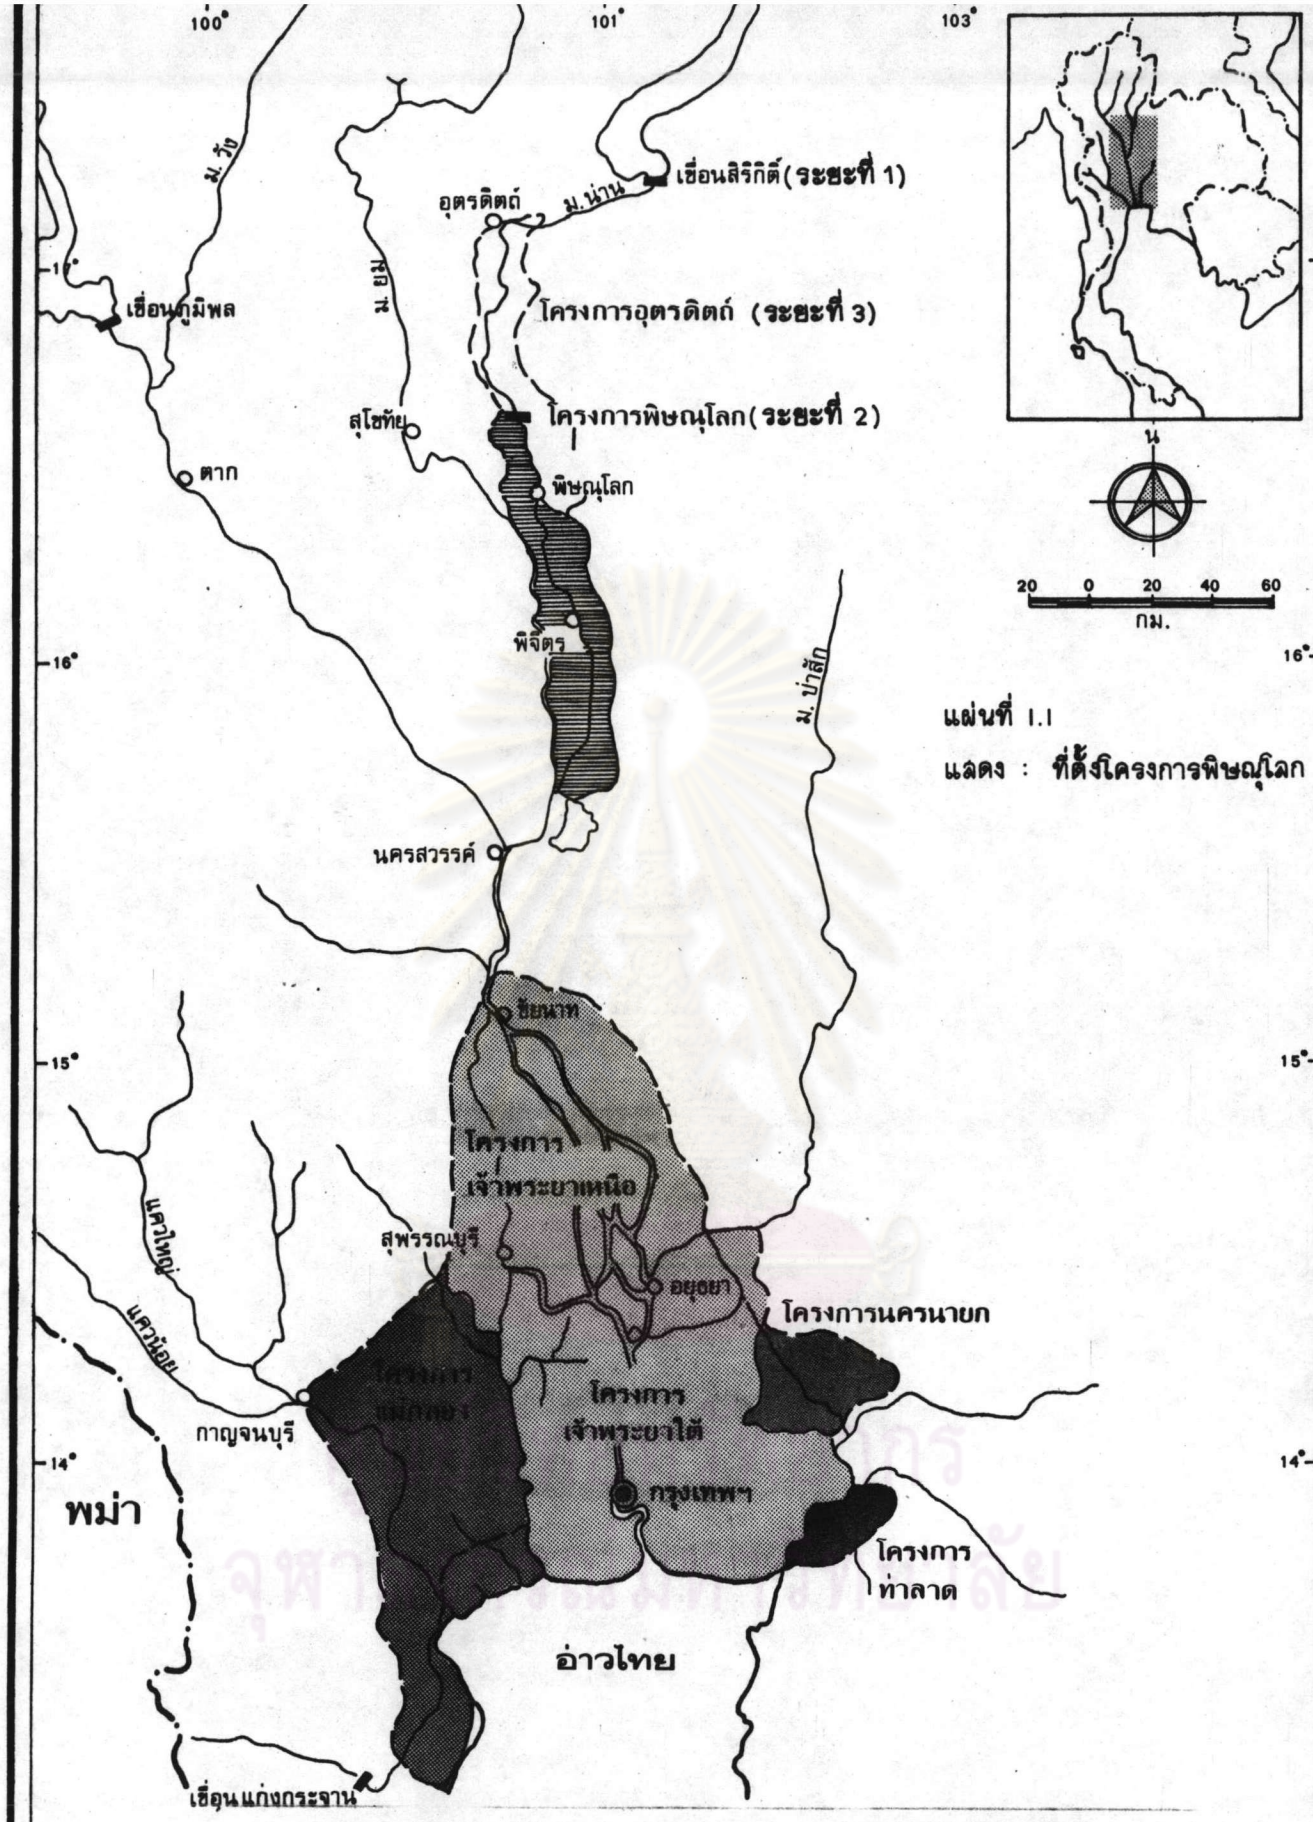 100°
101°
103°
ม. วัง
เขื่อนสิริกิติ์ (ระยะที่ 1)
ม. น่าน
อุตรดิตถ์
ม. ยม
17°
เขื่อนภูมิพล
โครงการอุตรดิตถ์ (ระยะที่ 3)
โครงการพิษณุโลก (ระยะที่ 2)
สุโขทัย
น
ตาก
พิษณุโลก
20 0 20 40 60
กม.
พิจิตร
16°
16°
ม. ป่าสัก
แผ่นที่ 1.1
แสดง : ที่ตั้งโครงการพิษณุโลก
นครสวรรค์
ชัยนาท
15°
15°
โครงการ
เจ้าพระยาเหนือ
แควใหญ่
สุพรรณบุรี
อยุธยา
โครงการนครนายก
แควน้อย
โครงการ
แม่กลอง
โครงการ
เจ้าพระยาใต้
กาญจนบุรี
14°
14°
พม่า
กรุงเทพฯ
โครงการ
ท่าลาด
อ่าวไทย
เขื่อนแก่งกระจาน